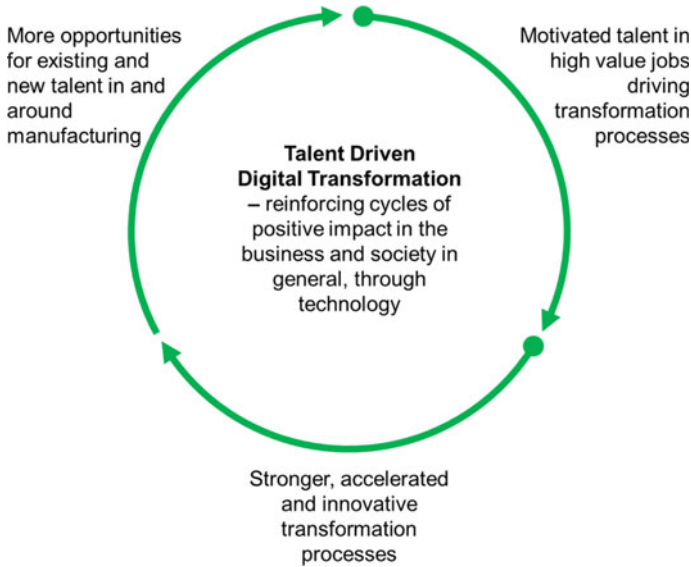 More opportunities
for existing and
new talent in and
around
manufacturing
Motivated talent in
high value jobs
driving
transformation
processes
Talent Driven
Digital Transformation
– reinforcing cycles of
positive impact in the
business and society in
general, through
technology
Stronger, accelerated
and innovative
transformation
processes